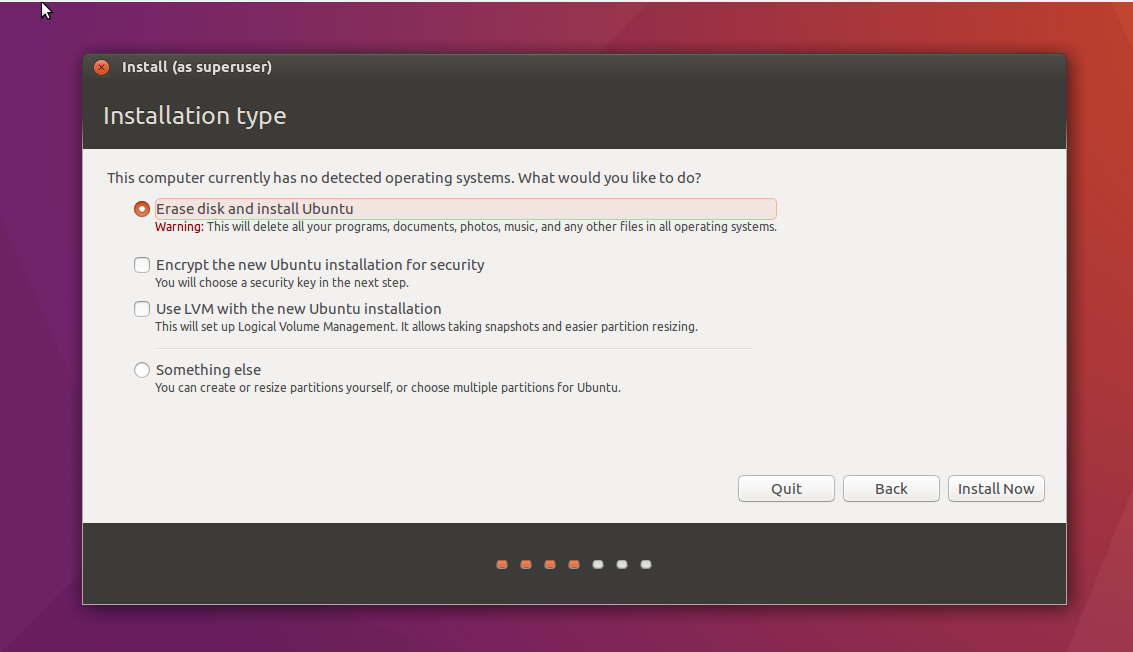 Install (as superuser)
Installation type
This computer currently has no detected operating systems. What would you like to do?
Erase disk and install Ubuntu
Warning: This will delete all your programs, documents, photos, music, and any other files in all operating systems.
Encrypt the new Ubuntu installation for security
You will choose a security key in the next step.
Use LVM with the new Ubuntu installation
This will set up Logical Volume Management. It allows taking snapshots and easier partition resizing.
Something else
You can create or resize partitions yourself, or choose multiple partitions for Ubuntu.
Quit Back Install Now